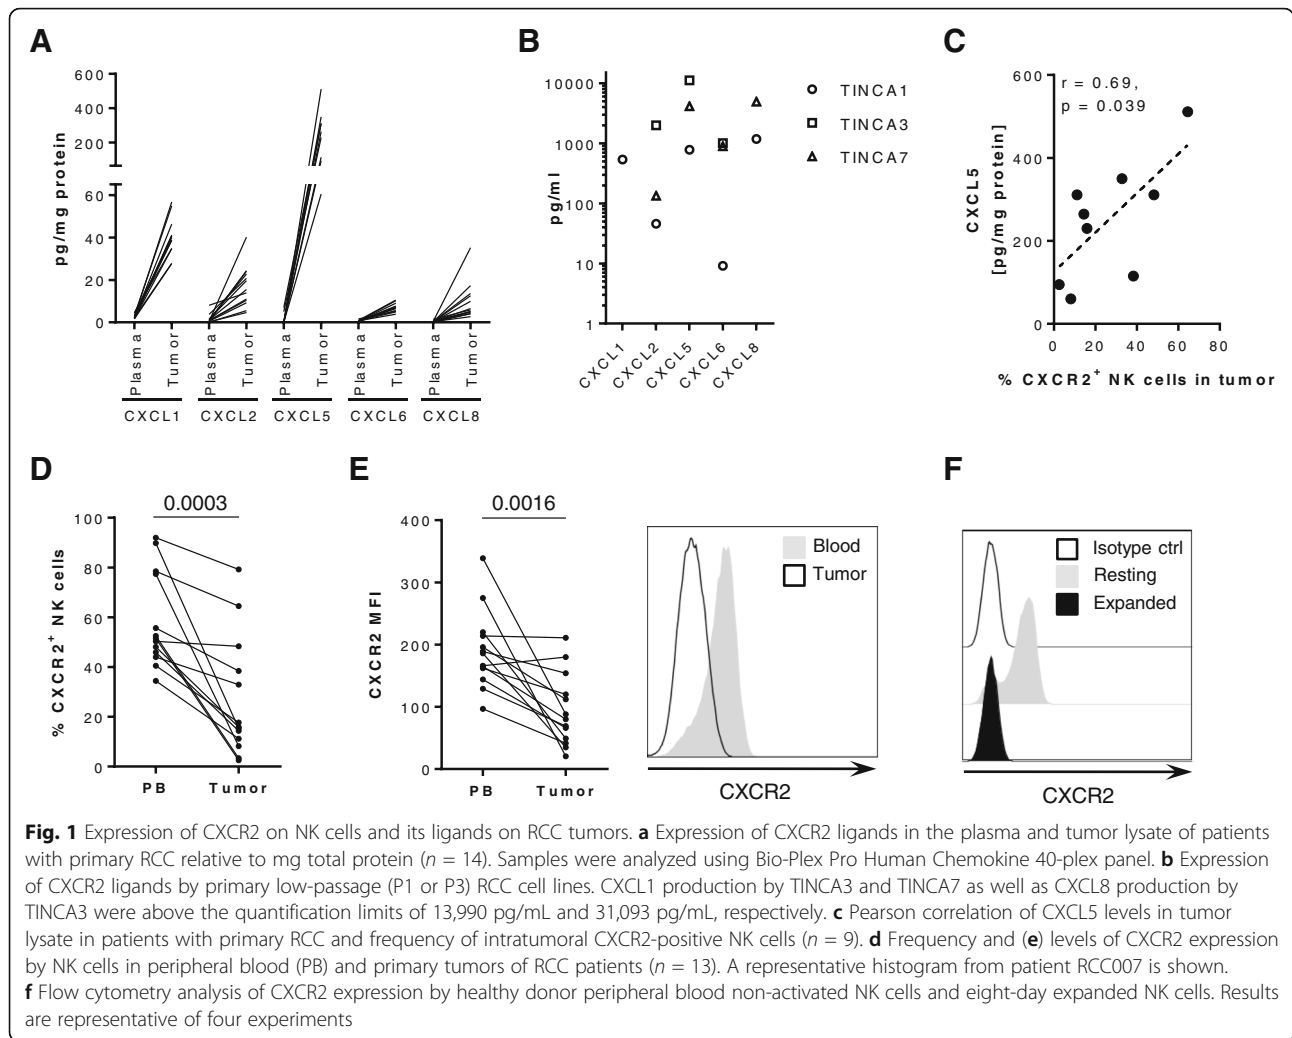 A
pg/mg protein
600
400
200
60
40
20
0
Plasma
Tumor
Plasma
Tumor
Plasma
Tumor
Plasma
Tumor
Plasma
Tumor
CXCL1
CXCL2
CXCL5
CXCL6
CXCL8
B
pg/ml
10000
1000
100
10
1
CXCL1
CXCL2
CXCL5
CXCL6
CXCL8
TINCA1
TINCA3
TINCA7
C
CXCL5
[pg/mg protein]
600
400
200
0
r = 0.69,
p = 0.039
0 20 40 60 80
% CXCR2⁺ NK cells in tumor
D
0.0003
% CXCR2⁺ NK cells
100
80
60
40
20
0
PB Tumor
E
0.0016
CXCR2 MFI
400
300
200
100
0
PB Tumor
Blood
Tumor
CXCR2
F
Isotype ctrl
Resting
Expanded
CXCR2
Fig. 1 Expression of CXCR2 on NK cells and its ligands on RCC tumors. a Expression of CXCR2 ligands in the plasma and tumor lysate of patients
with primary RCC relative to mg total protein (n = 14). Samples were analyzed using Bio-Plex Pro Human Chemokine 40-plex panel. b Expression
of CXCR2 ligands by primary low-passage (P1 or P3) RCC cell lines. CXCL1 production by TINCA3 and TINCA7 as well as CXCL8 production by
TINCA3 were above the quantification limits of 13,990 pg/mL and 31,093 pg/mL, respectively. c Pearson correlation of CXCL5 levels in tumor
lysate in patients with primary RCC and frequency of intratumoral CXCR2-positive NK cells (n = 9). d Frequency and (e) levels of CXCR2 expression
by NK cells in peripheral blood (PB) and primary tumors of RCC patients (n = 13). A representative histogram from patient RCC007 is shown.
f Flow cytometry analysis of CXCR2 expression by healthy donor peripheral blood non-activated NK cells and eight-day expanded NK cells. Results
are representative of four experiments